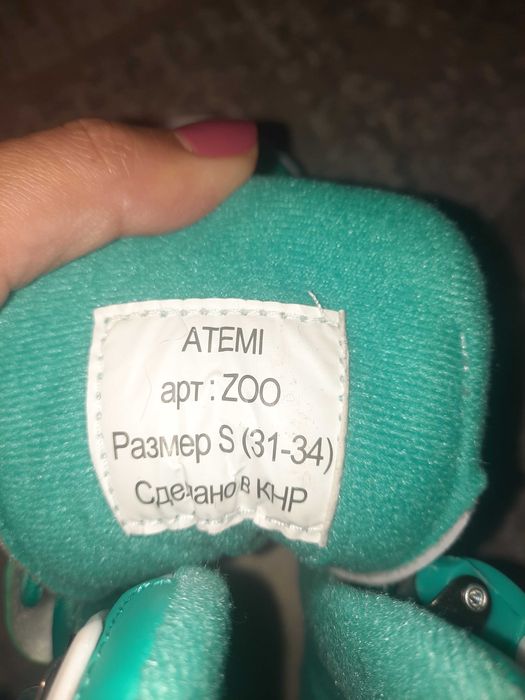 ATEMI
арт : ZOO
Размер S (31-34)
Сделано в КНР